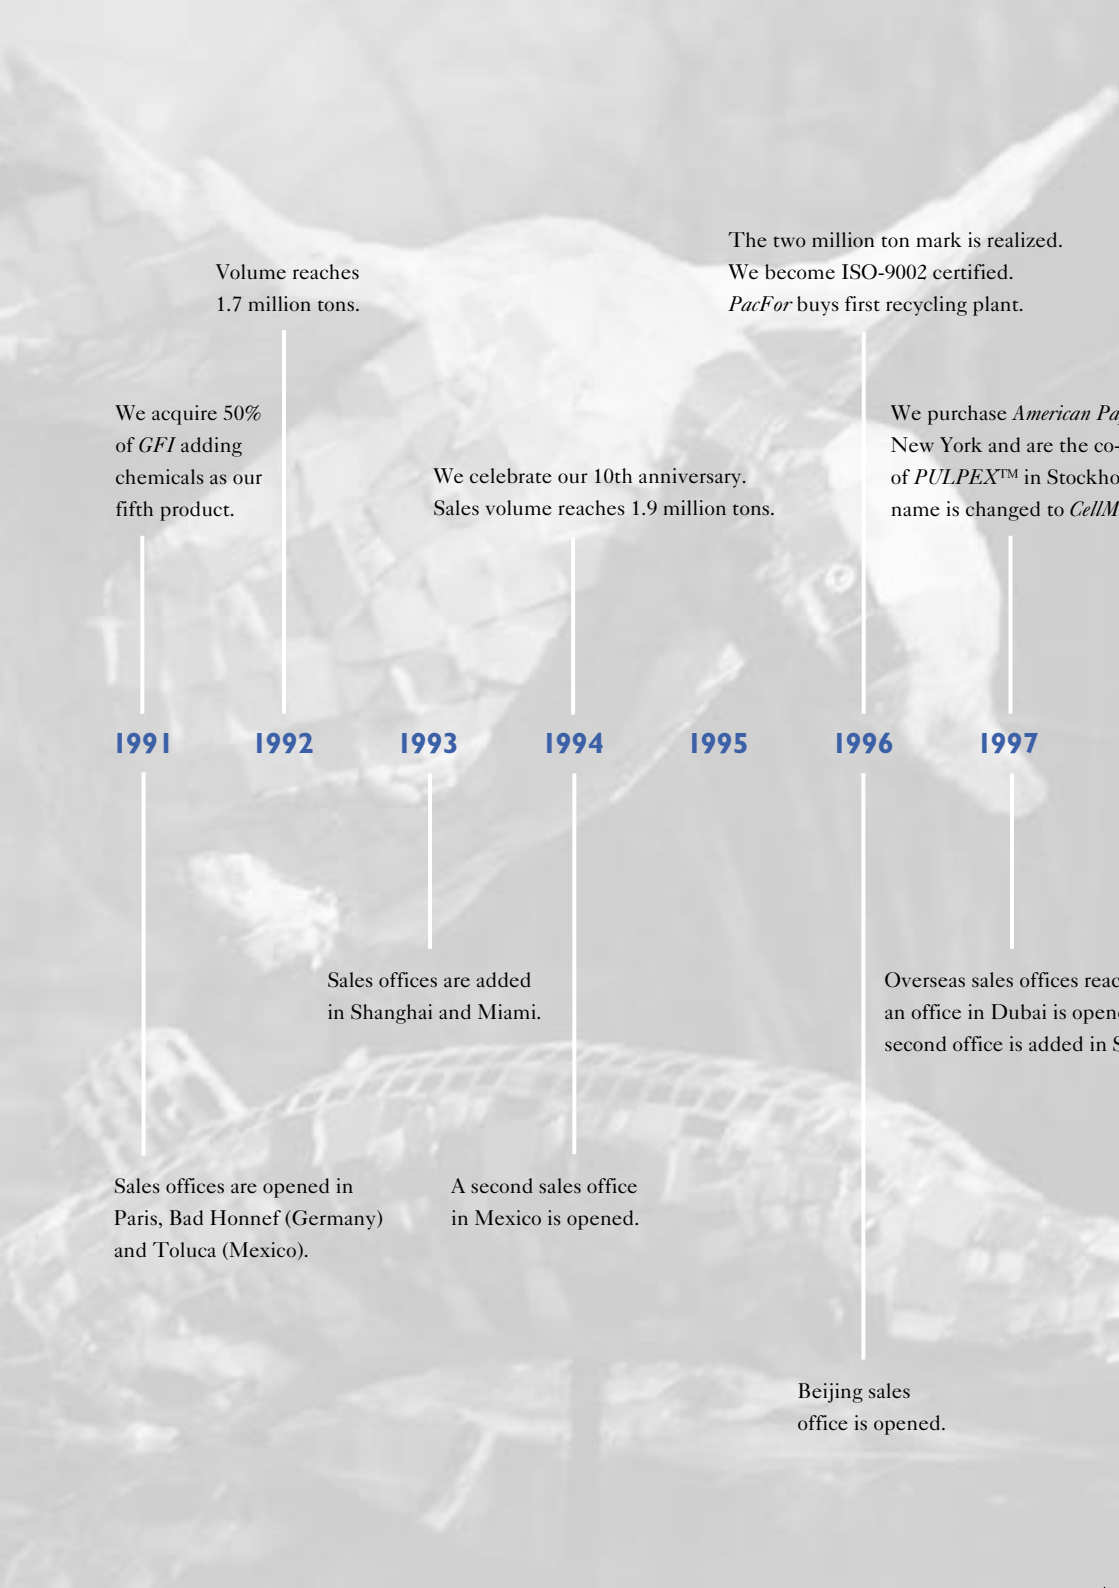 Volume reaches
1.7 million tons.
The two million ton mark is realized.
We become ISO-9002 certified.
PacFor buys first recycling plant.
We acquire 50%
of GFI adding
chemicals as our
fifth product.
We celebrate our 10th anniversary.
Sales volume reaches 1.9 million tons.
We purchase American
New York and are the
of PULPEX™ in
name is changed to
1991 1992 1993 1994 1995 1996 1997
Sales offices are added
in Shanghai and Miami.
Overseas sales offices
an office in Dubai is
second office is added in
Sales offices are opened in
Paris, Bad Honnef (Germany)
and Toluca (Mexico).
A second sales office
in Mexico is opened.
Beijing sales
office is opened.